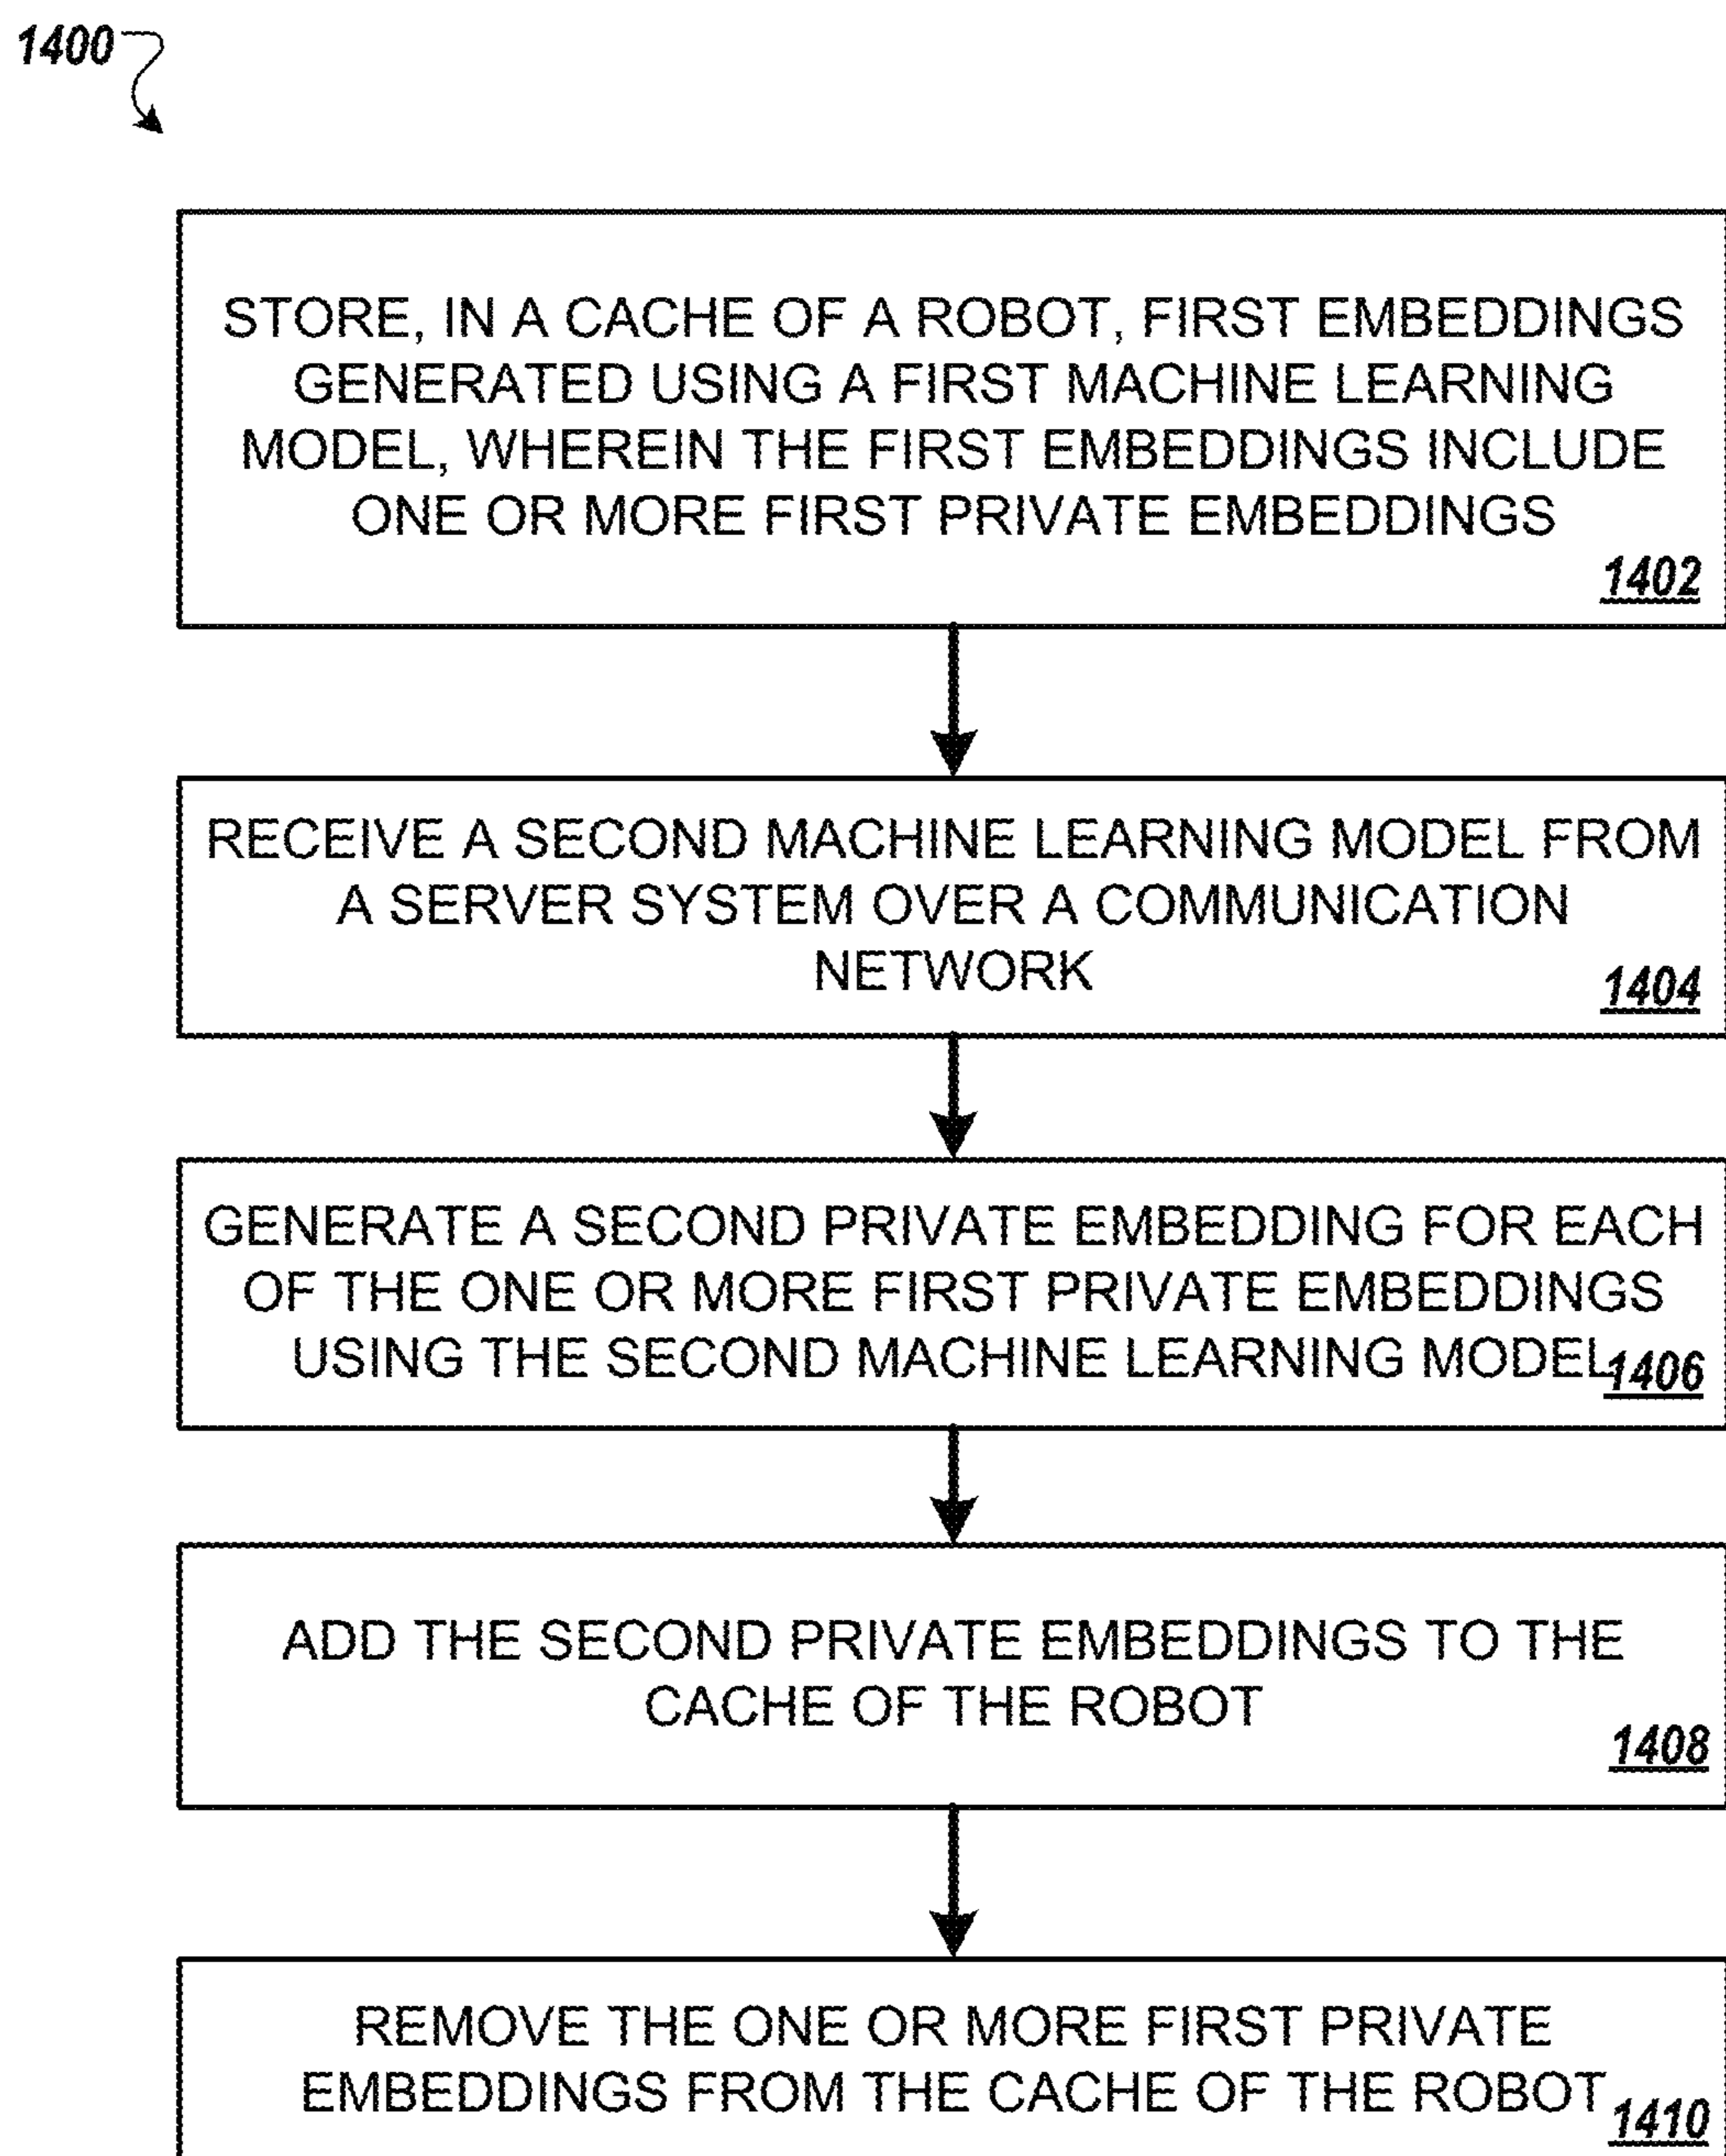 1400
STORE, IN A CACHE OF A ROBOT, FIRST EMBEDDINGS
GENERATED USING A FIRST MACHINE LEARNING
MODEL, WHEREIN THE FIRST EMBEDDINGS INCLUDE
ONE OR MORE FIRST PRIVATE EMBEDDINGS
1402
RECEIVE A SECOND MACHINE LEARNING MODEL FROM
A SERVER SYSTEM OVER A COMMUNICATION
NETWORK
1404
GENERATE A SECOND PRIVATE EMBEDDING FOR EACH
OF THE ONE OR MORE FIRST PRIVATE EMBEDDINGS
USING THE SECOND MACHINE LEARNING MODEL
1406
ADD THE SECOND PRIVATE EMBEDDINGS TO THE
CACHE OF THE ROBOT
1408
REMOVE THE ONE OR MORE FIRST PRIVATE
EMBEDDINGS FROM THE CACHE OF THE ROBOT
1410